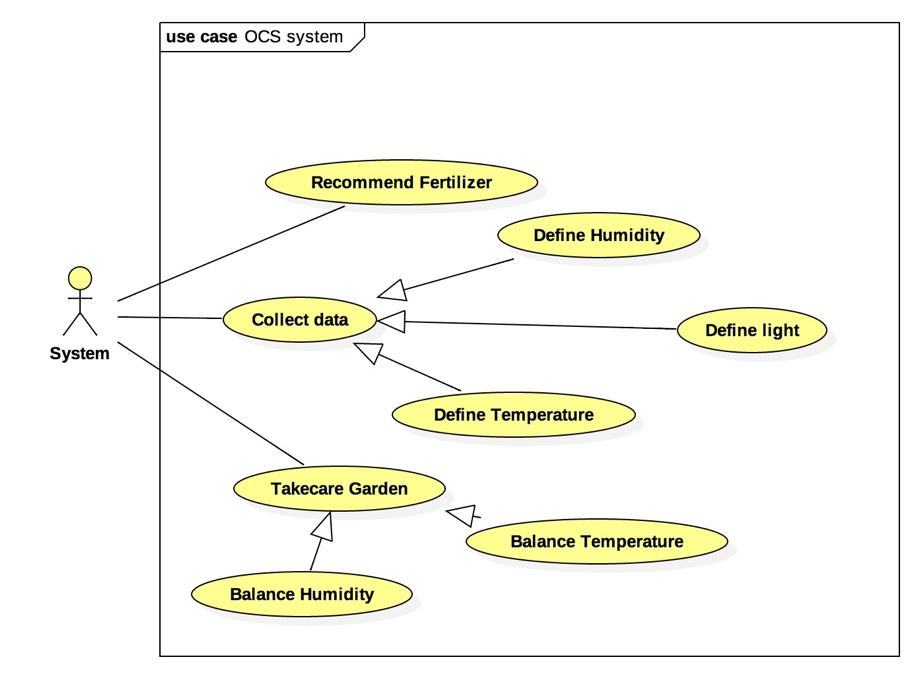 use case OCS system
Recommend Fertilizer
Define Humidity
Collect data
Define light
System
Define Temperature
Takecare Garden
Balance Temperature
Balance Humidity